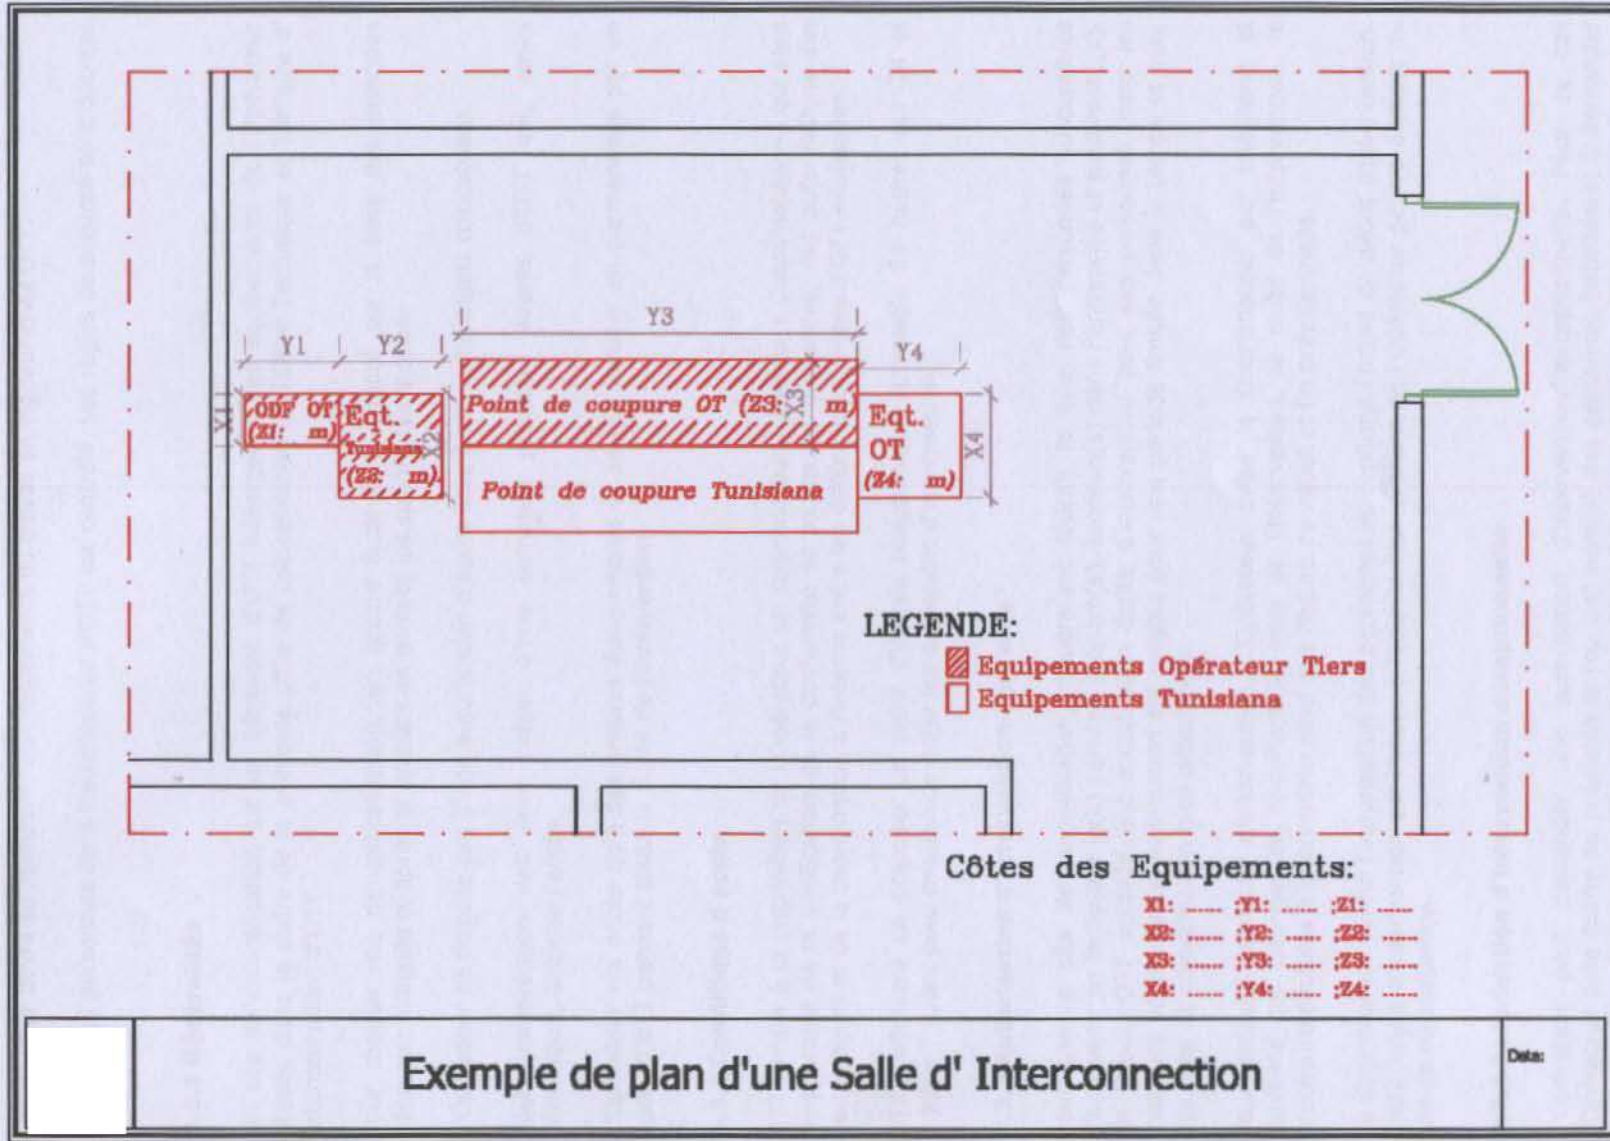 Y3
Y1
Y2
Y4
X1
ODF OT
(Z1: m)
Eqt.
Tunisiana
(Z2: m)
X2
Point de coupure OT (Z3: m)
X3
Point de coupure Tunisiana
Eqt.
OT
(Z4: m)
X4
LEGENDE:
Equipements Opérateur Tiers
Equipements Tunisiana
Côtes des Equipements:
X1: ...... ;Y1: ...... ;Z1: ......
X2: ...... ;Y2: ...... ;Z2: ......
X3: ...... ;Y3: ...... ;Z3: ......
X4: ...... ;Y4: ...... ;Z4: ......
Exemple de plan d'une Salle d' Interconnection
Date: